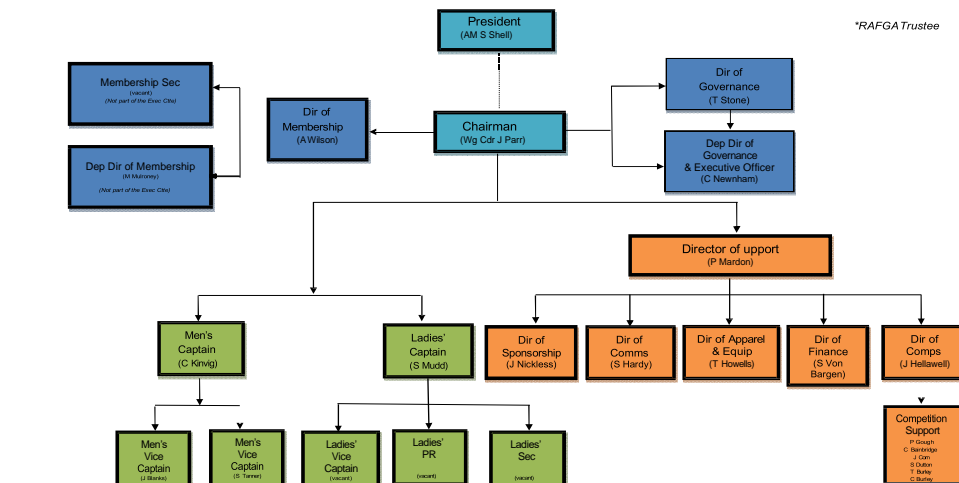 President
(AM S Shell)
*RAFGA Trustee
Membership Sec
(vacant)
(Not part of the Exec Ctte)
Dir of
Membership
(A Wilson)
Chairman
(Wg Cdr J Parr)
Dir of
Governance
(T Stone)
Dep Dir of Membership
(M Mulroney)
(Not part of the Exec Ctte)
Dep Dir of
Governance
& Executive Officer
(C Newnham)
Director of upport
(P Mardon)
Men's
Captain
(C Kinvig)
Ladies'
Captain
(S Mudd)
Dir of
Sponsorship
(J Nickless)
Dir of
Comms
(S Hardy)
Dir of Apparel
& Equip
(T Howells)
Dir of
Finance
(S Von
Bargen)
Dir of
Comps
(J Hellawell)
Men's
Vice
Captain
(J Blanks)
Men's
Vice
Captain
(S Tanner)
Ladies'
Vice
Captain
(vacant)
Ladies'
PR
(vacant)
Ladies'
Sec
(vacant)
Competition
Support
P Gough
C Bainbridge
J Corn
S Dutton
T Burley
C Burley